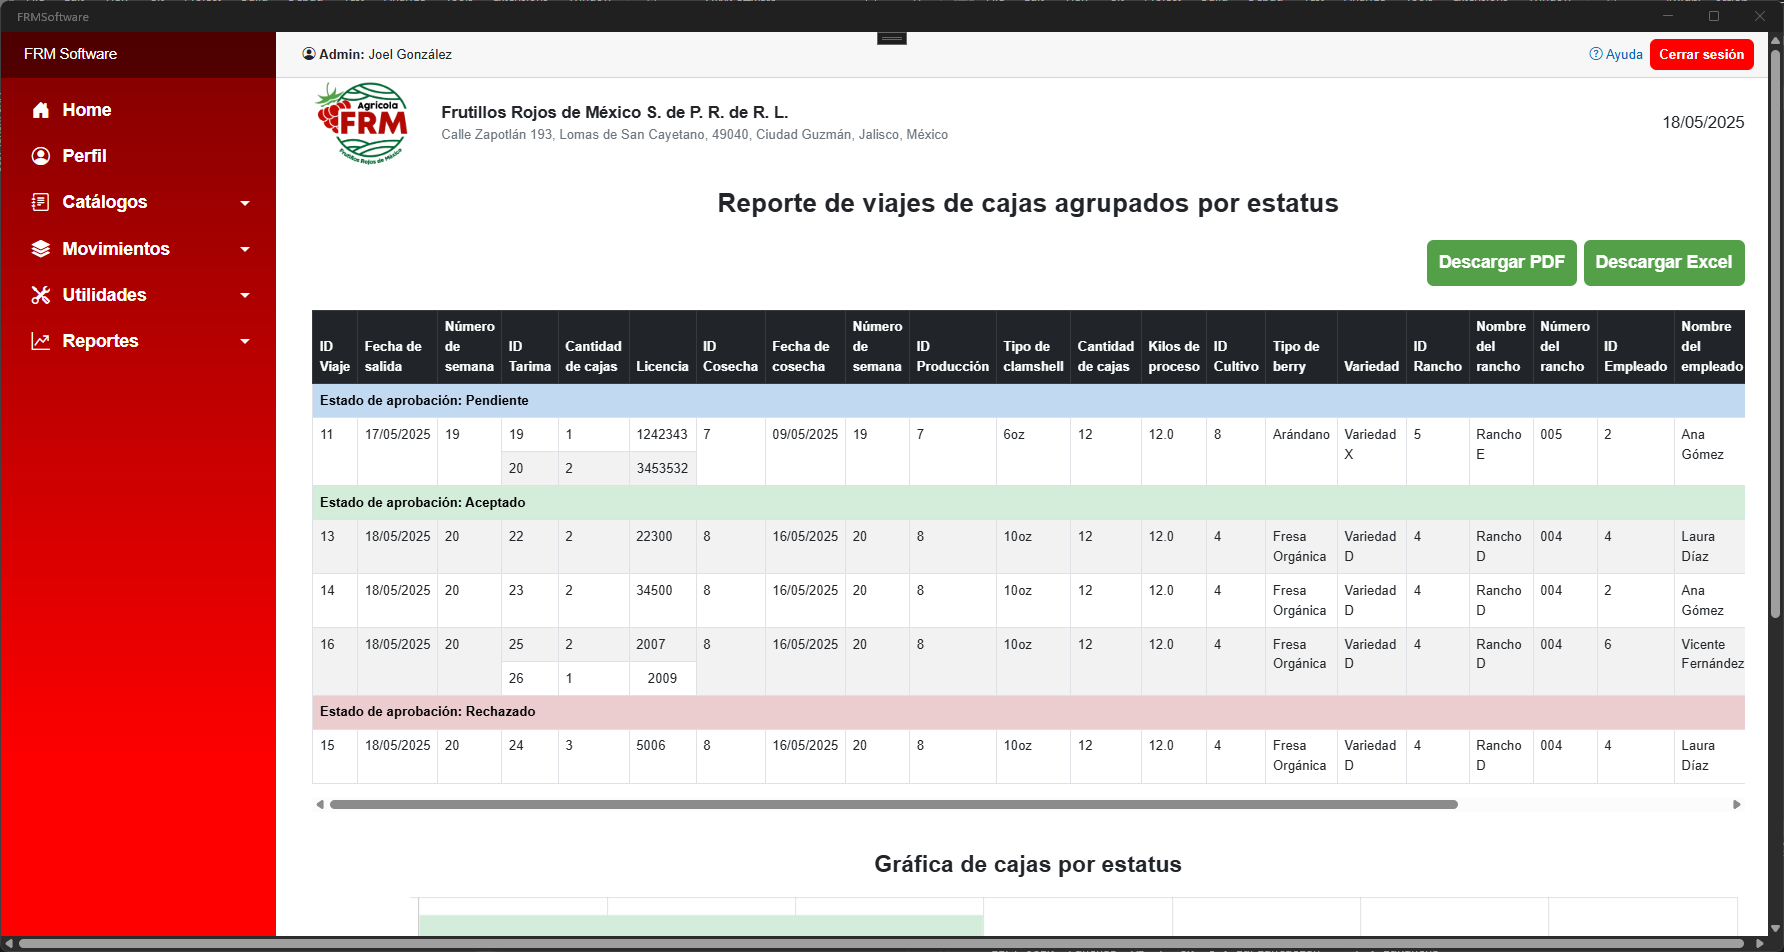 FRMSoftware
FRM Software
Admin: Joel González
Ayuda
Cerrar sesión
Home
Perfil
Catálogos
Movimientos
Utilidades
Reportes
Agrícola
FRM
Frutillos Rojos de México
Frutillos Rojos de México S. de P. R. de R. L.
Calle Zapotlán 193, Lomas de San Cayetano, 49040, Ciudad Guzmán, Jalisco, México
18/05/2025
Reporte de viajes de cajas agrupados por estatus
Descargar PDF Descargar Excel
ID Viaje Fecha de salida Número de semana ID Tarima Cantidad de cajas Licencia ID Cosecha Fecha de cosecha Número de semana ID Producción Tipo de clamshell Cantidad de cajas Kilos de proceso ID Cultivo Tipo de berry Variedad ID Rancho Nombre del rancho Número del rancho ID Empleado Nombre del empleado
Estado de aprobación: Pendiente
11 17/05/2025 19 19 1 1242343 7 09/05/2025 19 7 6oz 12 12.0 8 Arándano Variedad X 5 Rancho E 005 2 Ana Gómez
20 2 3453532
Estado de aprobación: Aceptado
13 18/05/2025 20 22 2 22300 8 16/05/2025 20 8 10oz 12 12.0 4 Fresa Orgánica Variedad D 4 Rancho D 004 4 Laura Díaz
14 18/05/2025 20 23 2 34500 8 16/05/2025 20 8 10oz 12 12.0 4 Fresa Orgánica Variedad D 4 Rancho D 004 2 Ana Gómez
16 18/05/2025 20 25 2 2007 8 16/05/2025 20 8 10oz 12 12.0 4 Fresa Orgánica Variedad D 4 Rancho D 004 6 Vicente Fernández
26 1 2009
Estado de aprobación: Rechazado
15 18/05/2025 20 24 3 5006 8 16/05/2025 20 8 10oz 12 12.0 4 Fresa Orgánica Variedad D 4 Rancho D 004 4 Laura Díaz
Gráfica de cajas por estatus